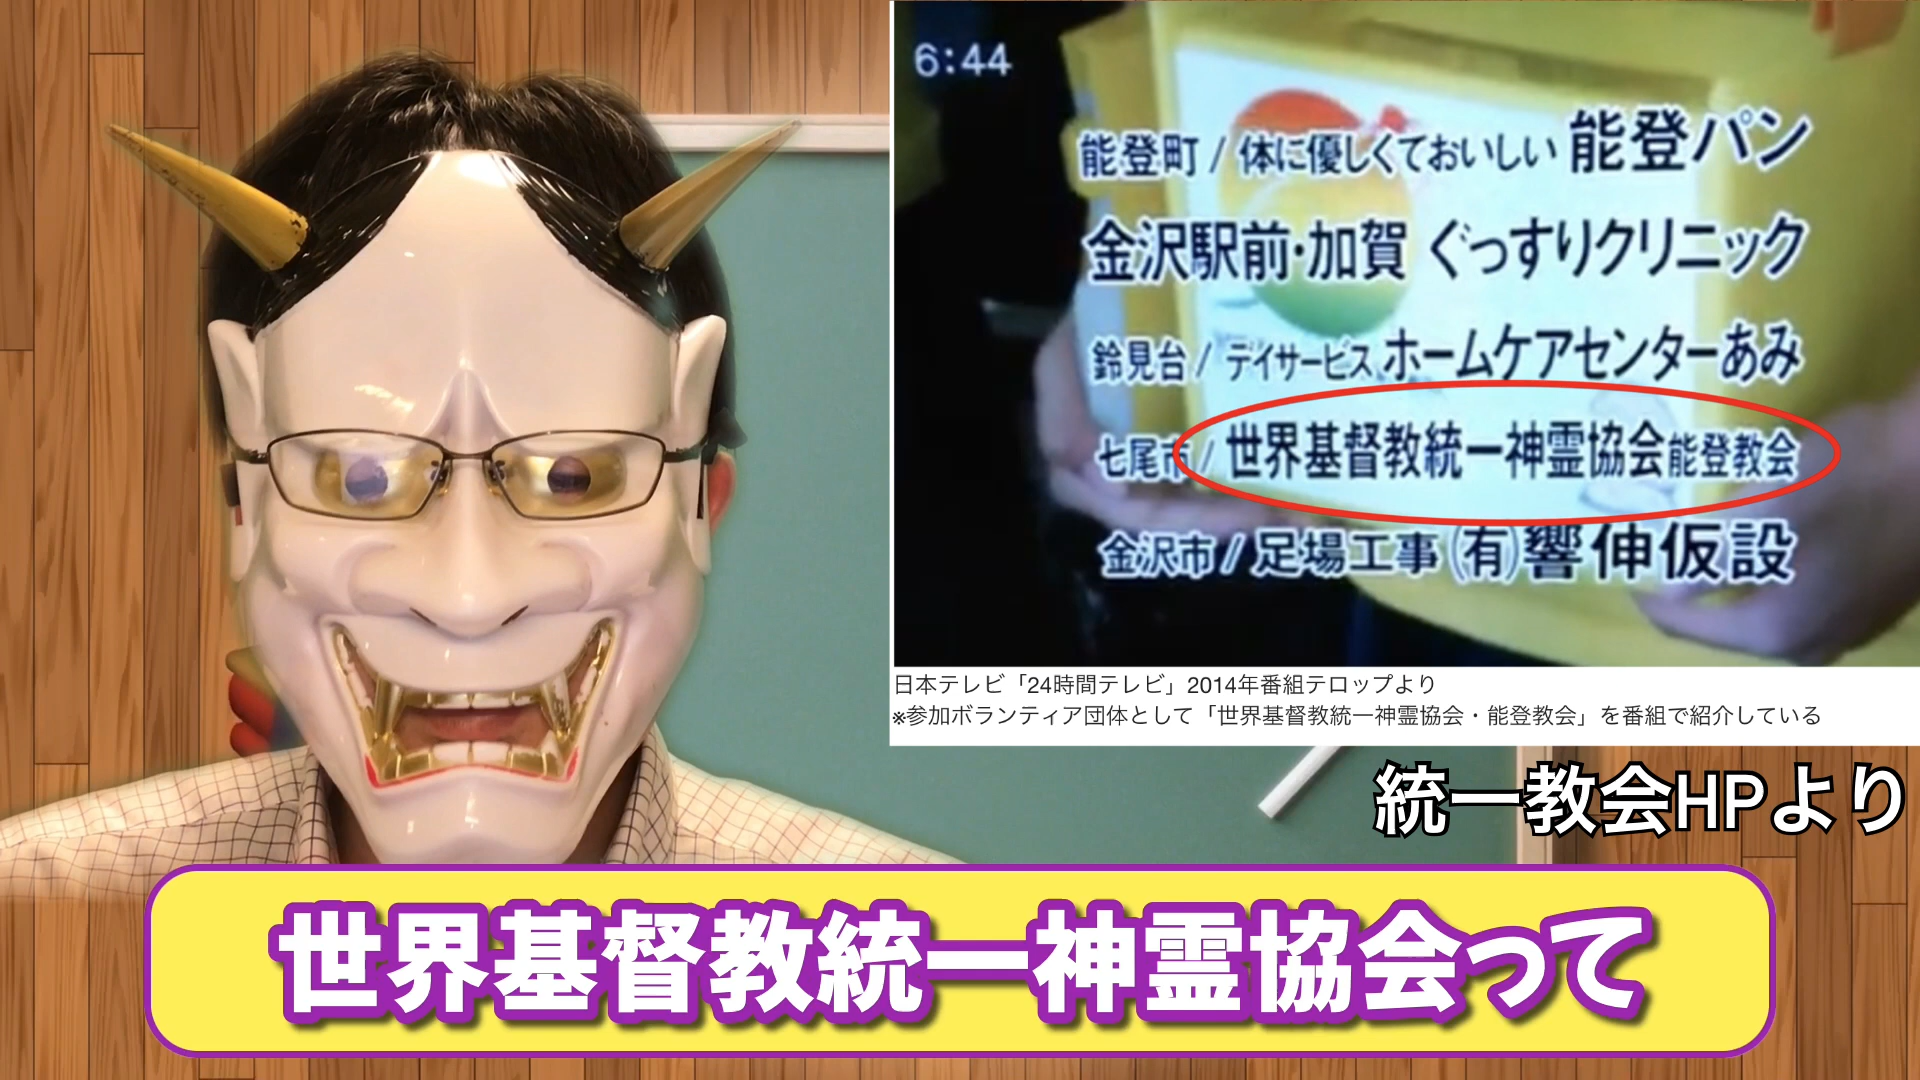 6:44
能登町 / 体に優しくておいしい 能登パン
金沢駅前・加賀 ぐっすりクリニック
鈴見台 / デイサービス ホームケアセンターあみ
七尾市 / 世界基督教統一神霊協会能登教会
金沢市 / 足場工事 (有)響伸仮設
日本テレビ「24時間テレビ」2014年番組テロップより
※参加ボランティア団体として「世界基督教統一神霊協会・能登教会」を番組で紹介している
統一教会HPより
世界基督教統一神霊協会って